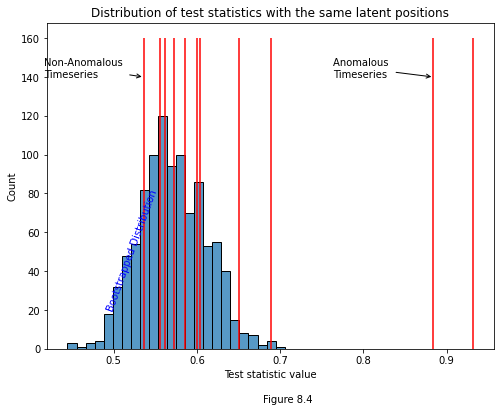 Distribution of test statistics with the same latent positions
160
140
120
100
80
60
40
20
0
Count
Non-Anomalous
Timeseries
Anomalous
Timeseries
Bootstrapped Distribution
0.5
0.6
0.7
0.8
0.9
Test statistic value
Figure 8.4